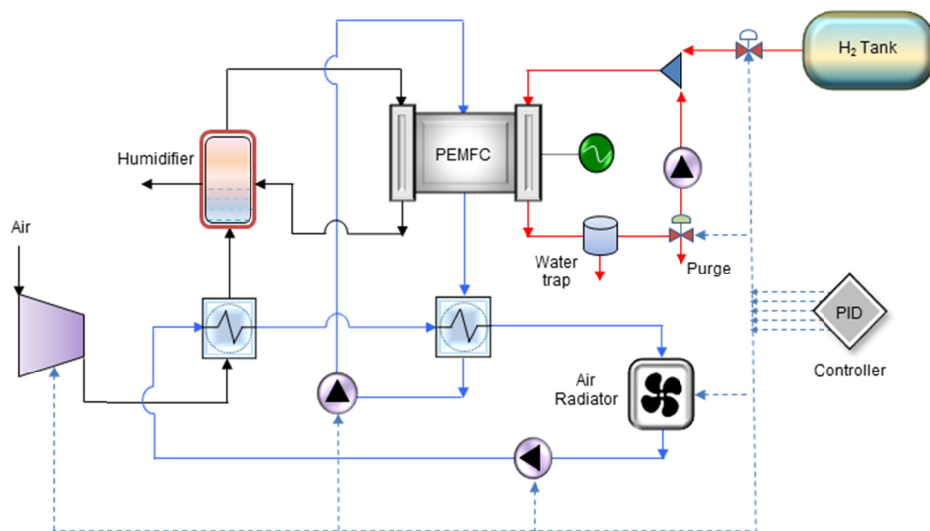 H₂ Tank
PEMFC
Humidifier
Air
Water
trap
Purge
PID
Controller
Air
Radiator